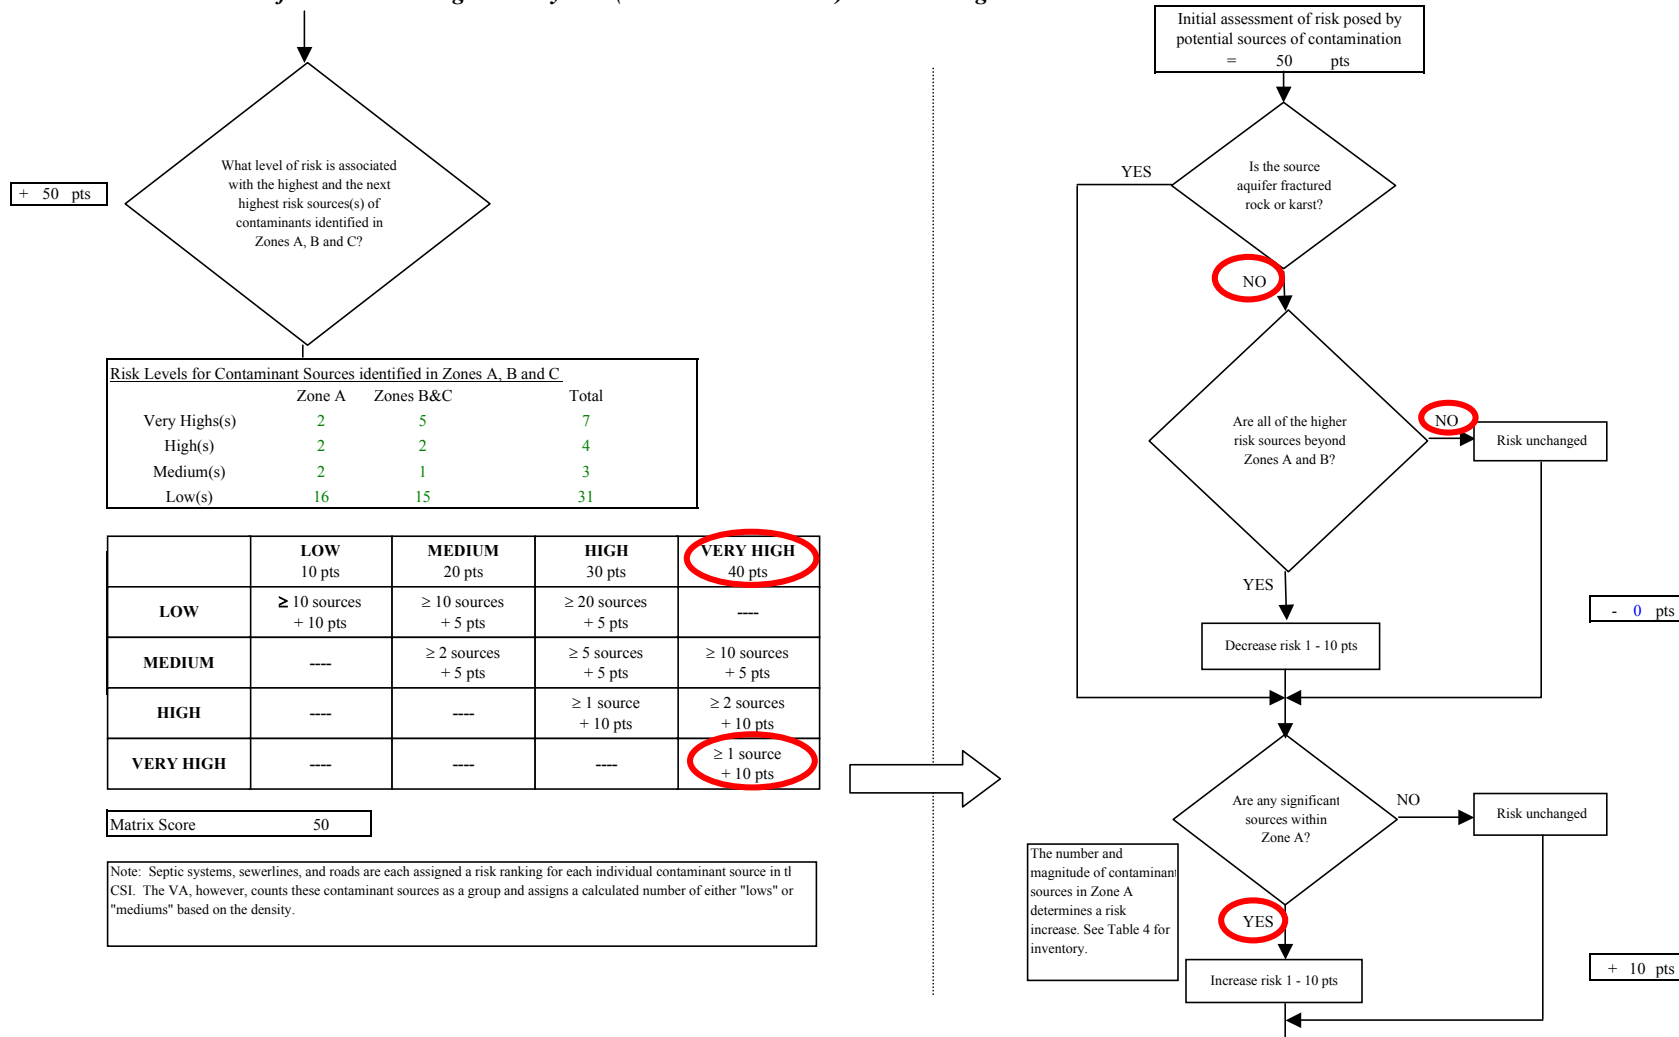 What level of risk is associated
with the highest and the next
highest risk sources(s) of
contaminants identified in
Zones A, B and C?
+ 50 pts
Risk Levels for Contaminant Sources identified in Zones A, B and C
Zone A Zones B&C Total
Very Highs(s) 2 5 7
High(s) 2 2 4
Medium(s) 2 1 3
Low(s) 16 15 31
LOW MEDIUM HIGH VERY HIGH
10 pts 20 pts 30 pts 40 pts
LOW ≥ 10 sources ≥ 10 sources ≥ 20 sources ----
+ 10 pts + 5 pts + 5 pts
MEDIUM ---- ≥ 2 sources ≥ 5 sources ≥ 10 sources
+ 5 pts + 5 pts + 5 pts
HIGH ---- ---- ≥ 1 source ≥ 2 sources
+ 10 pts + 10 pts
VERY HIGH ---- ---- ---- ≥ 1 source
+ 10 pts
Matrix Score 50
Note: Septic systems, sewerlines, and roads are each assigned a risk ranking for each individual contaminant source in
CSI. The VA, however, counts these contaminant sources as a group and assigns a calculated number of either "lows" or
"mediums" based on the density.
Initial assessment of risk posed by
potential sources of contamination
= 50 pts
Is the source
aquifer fractured
rock or karst?
YES
NO
Are all of the higher
risk sources beyond
Zones A and B?
NO
Risk unchanged
YES
Decrease risk 1 - 10 pts
- 0 pts
Are any significant
sources within
Zone A?
NO
Risk unchanged
The number and
magnitude of contaminant
sources in Zone A
determines a risk
increase. See Table 4 for
inventory.
YES
Increase risk 1 - 10 pts
+ 10 pts